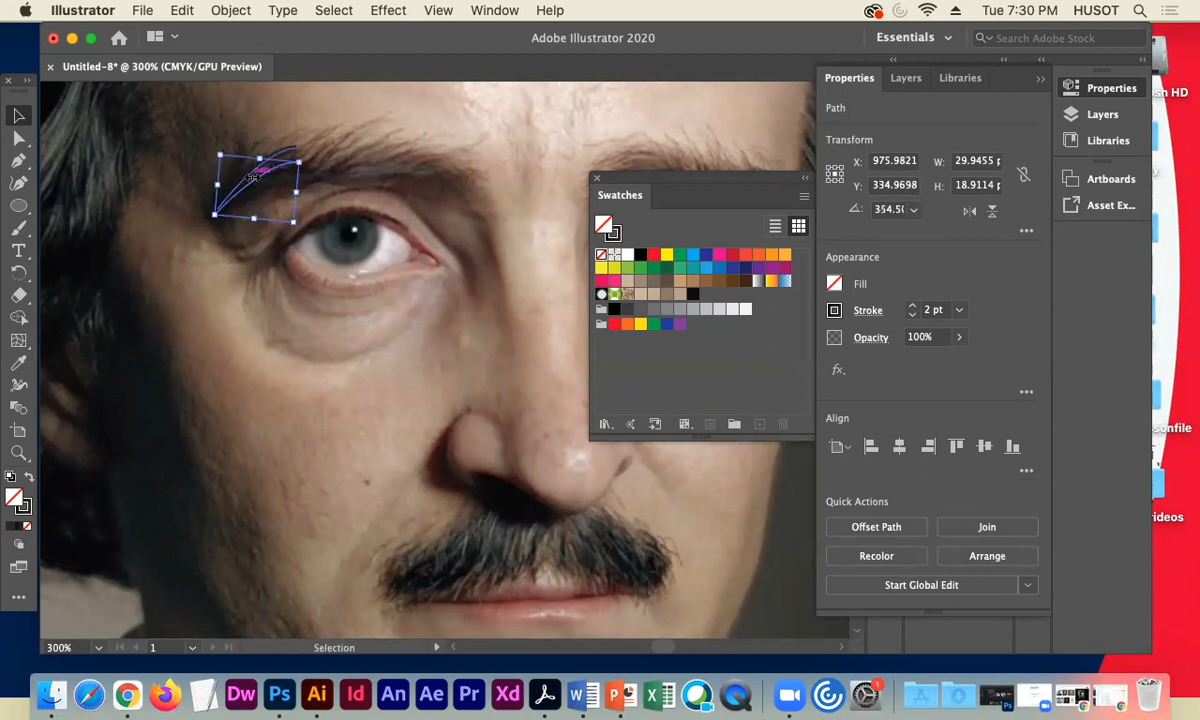 Illustrator File Edit Object Type Select Effect View Window Help Tue 7:30 PM HUSOT
Adobe Illustrator 2020 Essentials Search Adobe Stock
Untitled-8* @ 300% (CMYK/GPU Preview)
Properties Layers Libraries
Path
Transform
X: 975.9821 W: 29.9455 p
Y: 334.9698 H: 18.9114 p
354.5(
Appearance
Fill
Stroke 2 pt
Opacity 100%
fx.
Align
Quick Actions
Offset Path Join
Recolor Arrange
Start Global Edit
Swatches
Properties
Layers
Libraries
Artboards
Asset Ex...
sh HD
sonfile
videos
300% 1 Selection
Dw Ps Ai Id An Ae Pr Xd W P X 1